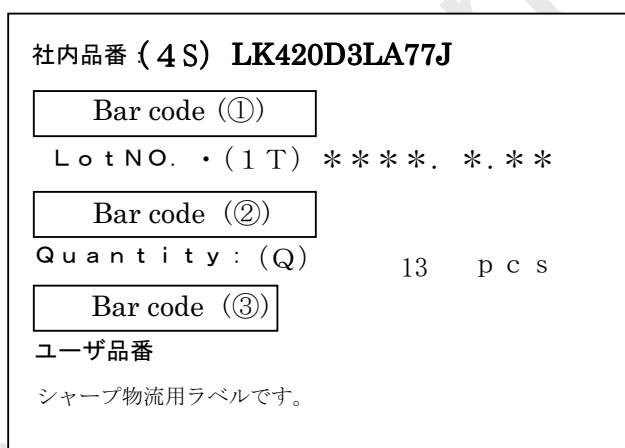 社内品番:(4S) LK420D3LA77J
Bar code (①)
LotNO.・(1T) ****. *.**
Bar code (②)
Quantity:(Q) 13 pcs
Bar code (③)
ユーザ品番
シャープ物流用ラベルです。